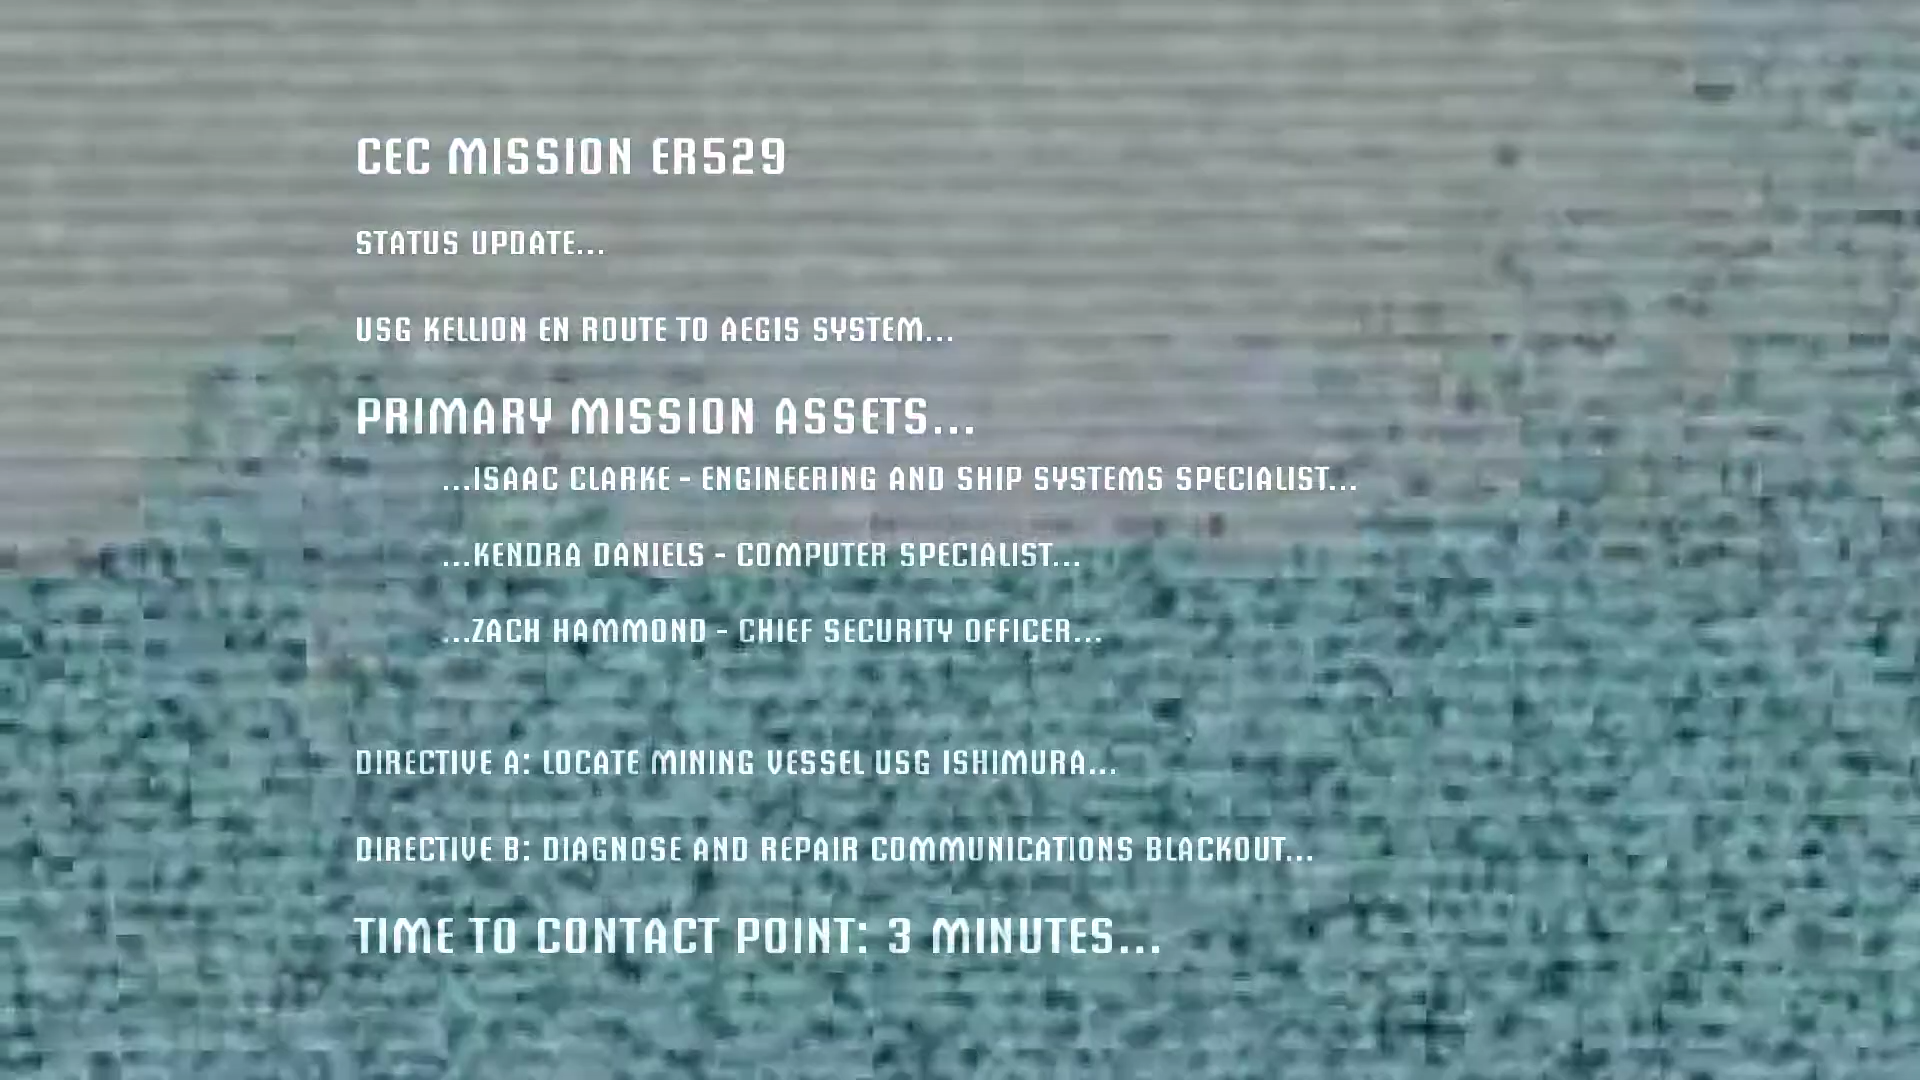 CEC MISSION ER529
STATUS UPDATE...
USG KELLION EN ROUTE TO AEGIS SYSTEM...
PRIMARY MISSION ASSETS...
...ISAAC CLARKE - ENGINEERING AND SHIP SYSTEMS SPECIALIST...
...KENDRA DANIELS - COMPUTER SPECIALIST...
...ZACH HAMMOND - CHIEF SECURITY OFFICER...
DIRECTIVE A: LOCATE MINING VESSEL USG ISHIMURA...
DIRECTIVE B: DIAGNOSE AND REPAIR COMMUNICATIONS BLACKOUT...
TIME TO CONTACT POINT: 3 MINUTES...